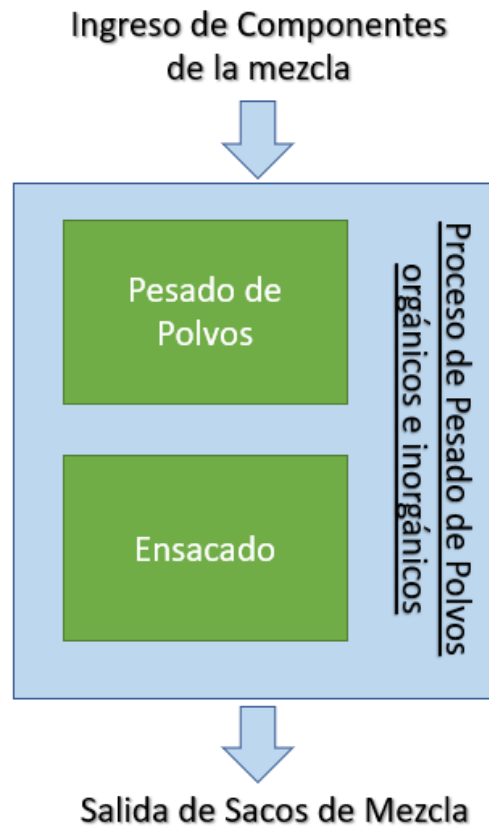 Ingreso de Componentes
de la mezcla
Pesado de
Polvos
Ensacado
Proceso de Pesado de Polvos
orgánicos e inorgánicos
Salida de Sacos de Mezcla